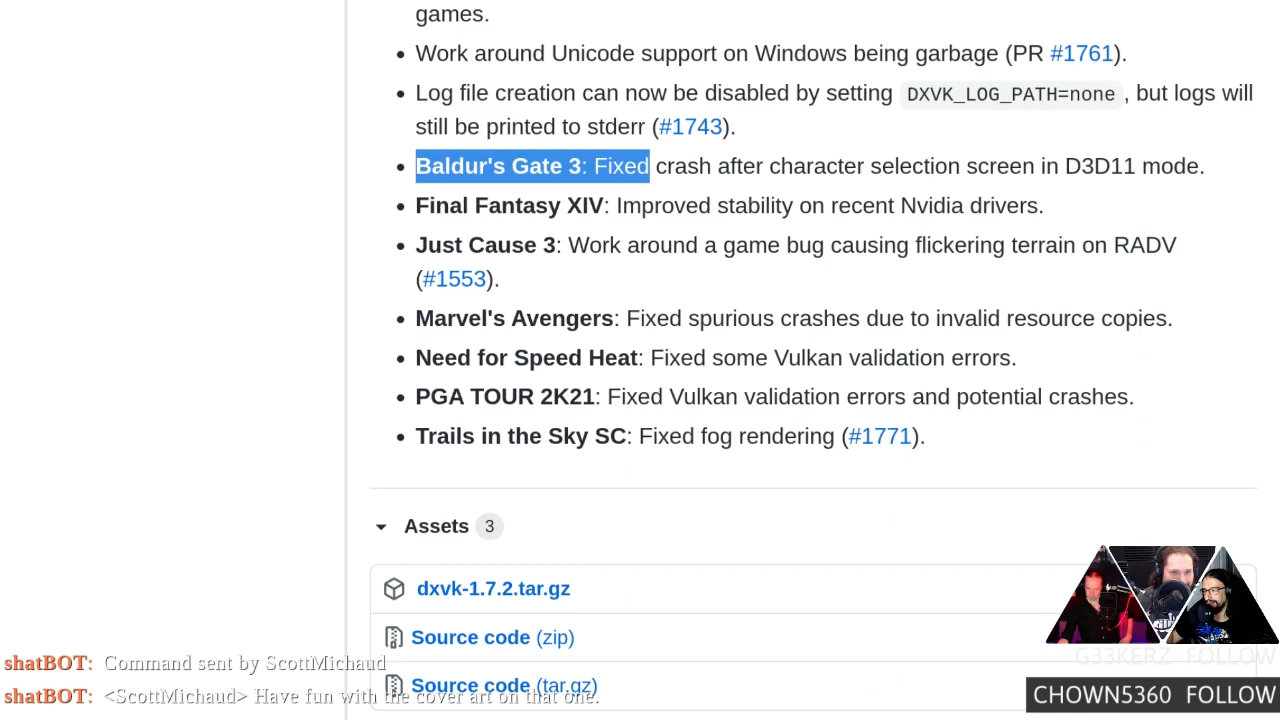 games.
• Work around Unicode support on Windows being garbage (PR #1761).
• Log file creation can now be disabled by setting DXVK_LOG_PATH=none, but logs will
still be printed to stderr (#1743).
• Baldur's Gate 3: Fixed crash after character selection screen in D3D11 mode.
• Final Fantasy XIV: Improved stability on recent Nvidia drivers.
• Just Cause 3: Work around a game bug causing flickering terrain on RADV
(#1553).
• Marvel's Avengers: Fixed spurious crashes due to invalid resource copies.
• Need for Speed Heat: Fixed some Vulkan validation errors.
• PGA TOUR 2K21: Fixed Vulkan validation errors and potential crashes.
• Trails in the Sky SC: Fixed fog rendering (#1771).
Assets 3
dxvk-1.7.2.tar.gz
Source code (zip)
Source code (tar.gz)
shatBOT: Command sent by ScottMichaud
shatBOT: <ScottMichaud> Have fun with the cover art on that one.
G33KERZ FOLLOW
CHOWN5360 FOLLOW